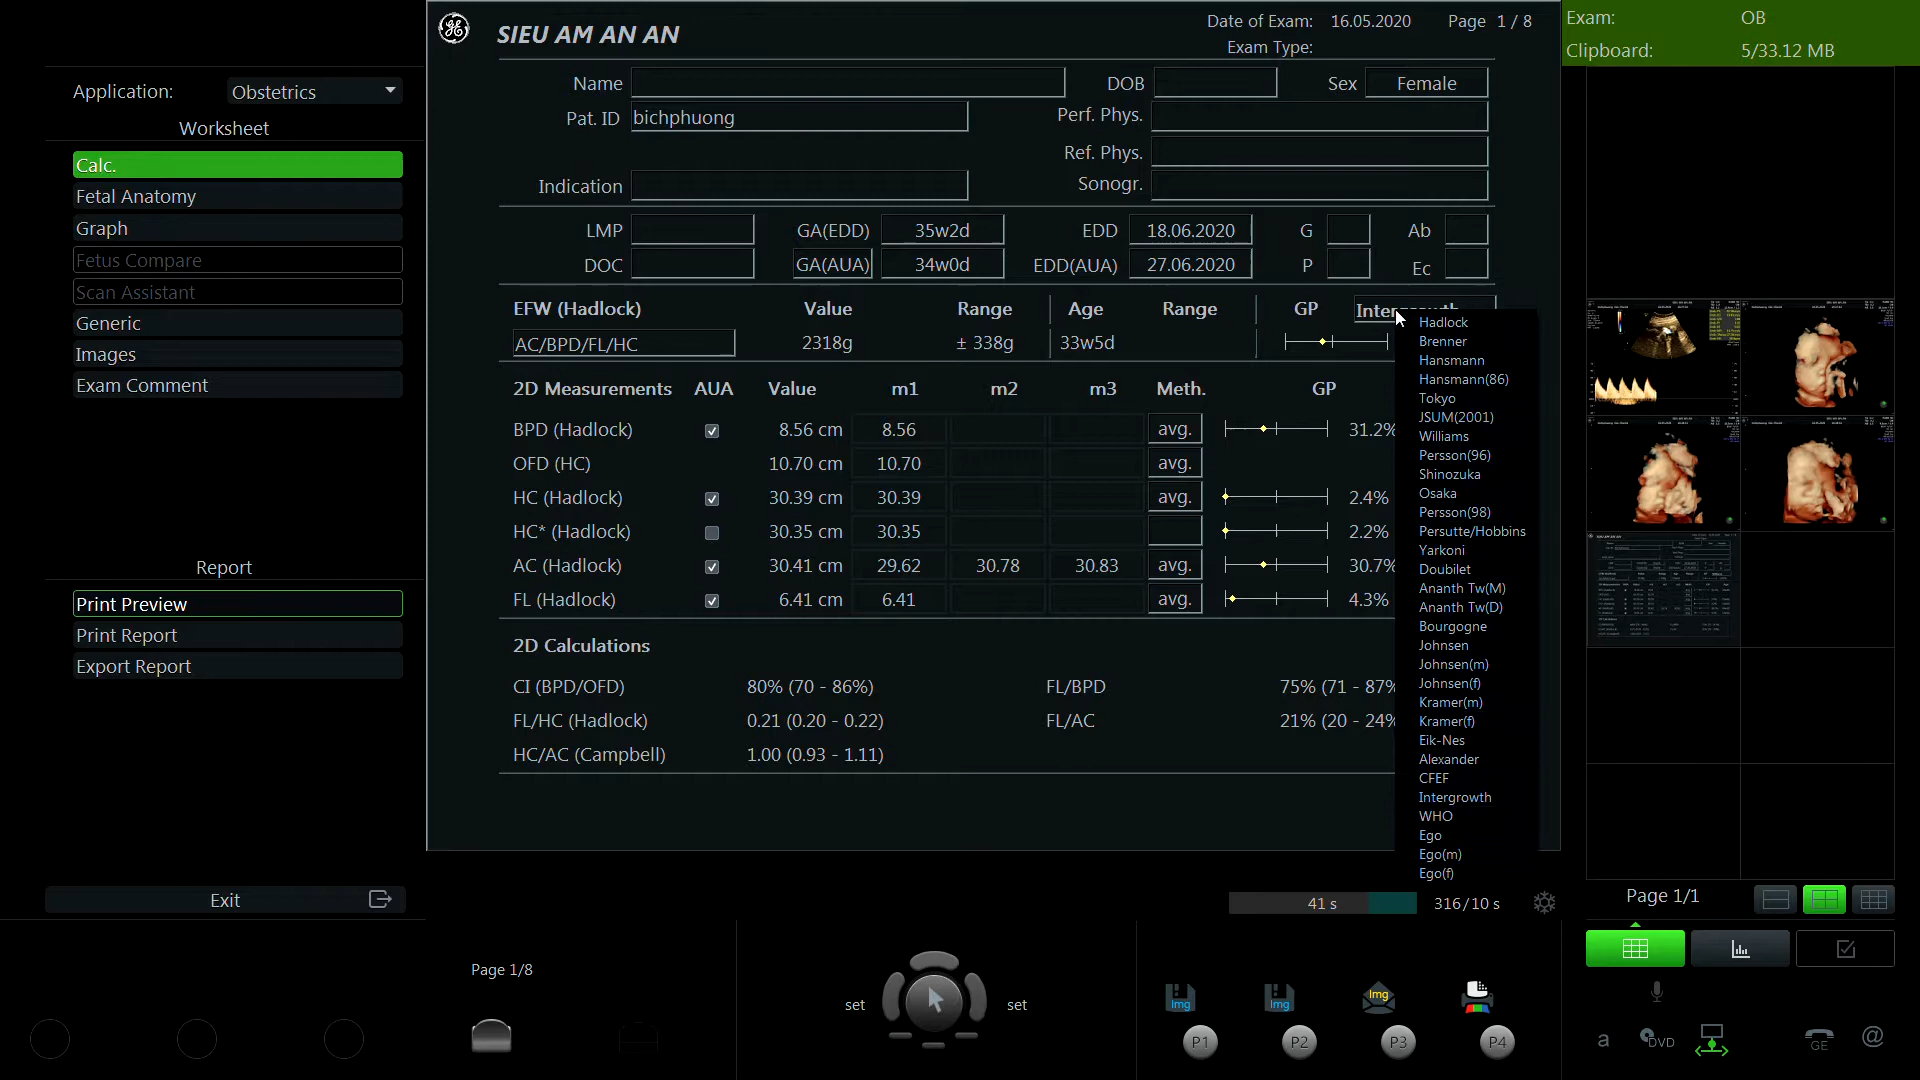 SIEU AM AN AN
Date of Exam: 16.05.2020 Page 1 / 8
Exam Type:
Exam: OB
Clipboard: 5/33.12 MB
Application: Obstetrics
Worksheet
Calc.
Fetal Anatomy
Graph
Fetus Compare
Scan Assistant
Generic
Images
Exam Comment
Report
Print Preview
Print Report
Export Report
Exit
Name DOB Sex Female
Pat. ID bichphuong Perf. Phys.
Ref. Phys.
Indication Sonogr.
LMP GA(EDD) 35w2d EDD 18.06.2020 G Ab
DOC GA(AUA) 34w0d EDD(AUA) 27.06.2020 P Ec
EFW (Hadlock) Value Range Age Range GP Intergrowth
AC/BPD/FL/HC 2318g ± 338g 33w5d
2D Measurements AUA Value m1 m2 m3 Meth. GP
BPD (Hadlock) 8.56 cm 8.56 avg. 31.2%
OFD (HC) 10.70 cm 10.70 avg.
HC (Hadlock) 30.39 cm 30.39 avg. 2.4%
HC* (Hadlock) 30.35 cm 30.35 2.2%
AC (Hadlock) 30.41 cm 29.62 30.78 30.83 avg. 30.7%
FL (Hadlock) 6.41 cm 6.41 avg. 4.3%
2D Calculations
CI (BPD/OFD) 80% (70 - 86%) FL/BPD 75% (71 - 87%
FL/HC (Hadlock) 0.21 (0.20 - 0.22) FL/AC 21% (20 - 24%
HC/AC (Campbell) 1.00 (0.93 - 1.11)
Hadlock
Brenner
Hansmann
Hansmann(86)
Tokyo
JSUM(2001)
Williams
Persson(96)
Shinozuka
Osaka
Persson(98)
Persutte/Hobbins
Yarkoni
Doubilet
Ananth Tw(M)
Ananth Tw(D)
Bourgogne
Johnsen
Johnsen(m)
Johnsen(f)
Kramer(m)
Kramer(f)
Eik-Nes
Alexander
CFEF
Intergrowth
WHO
Ego
Ego(m)
Ego(f)
41 s 316/10 s
Page 1/1
Page 1/8
set set
Img Img Img
P1 P2 P3 P4
a DVD GE @